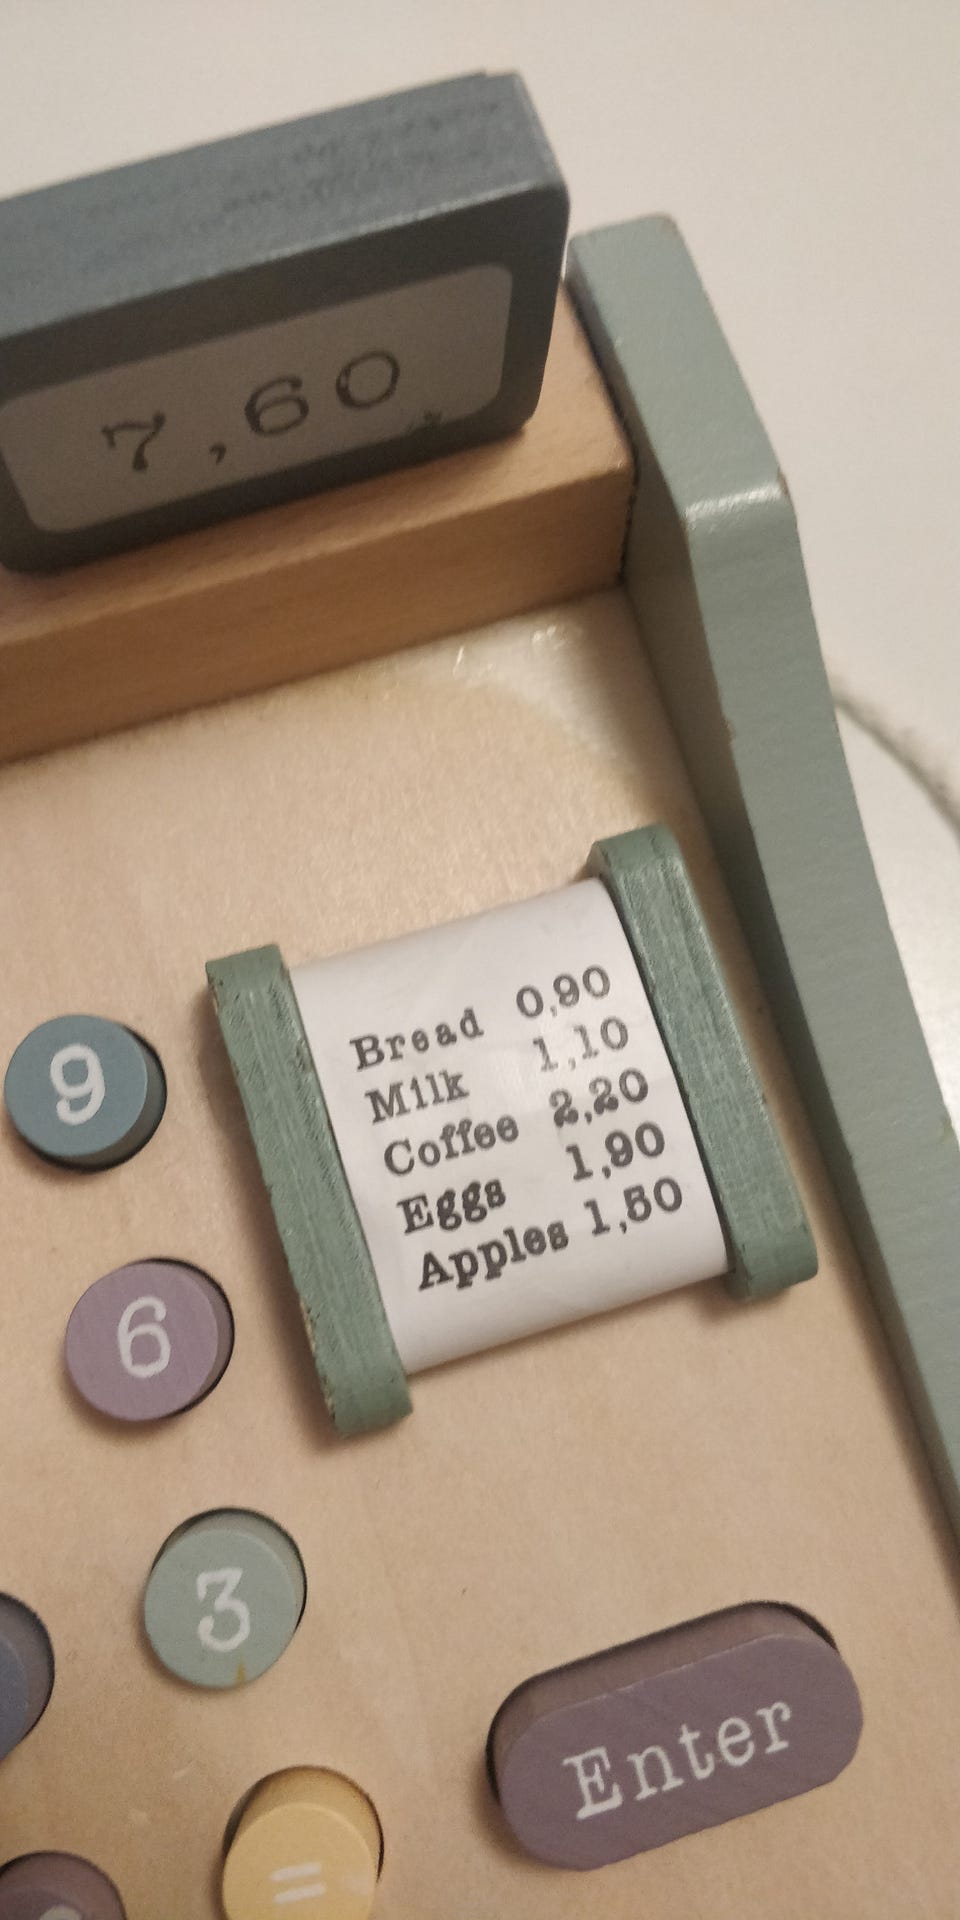 7,60
Bread 0,90
Milk 1,10
Coffee 2,20
Eggs 1,90
Apples 1,50
9
6
3
Enter
=